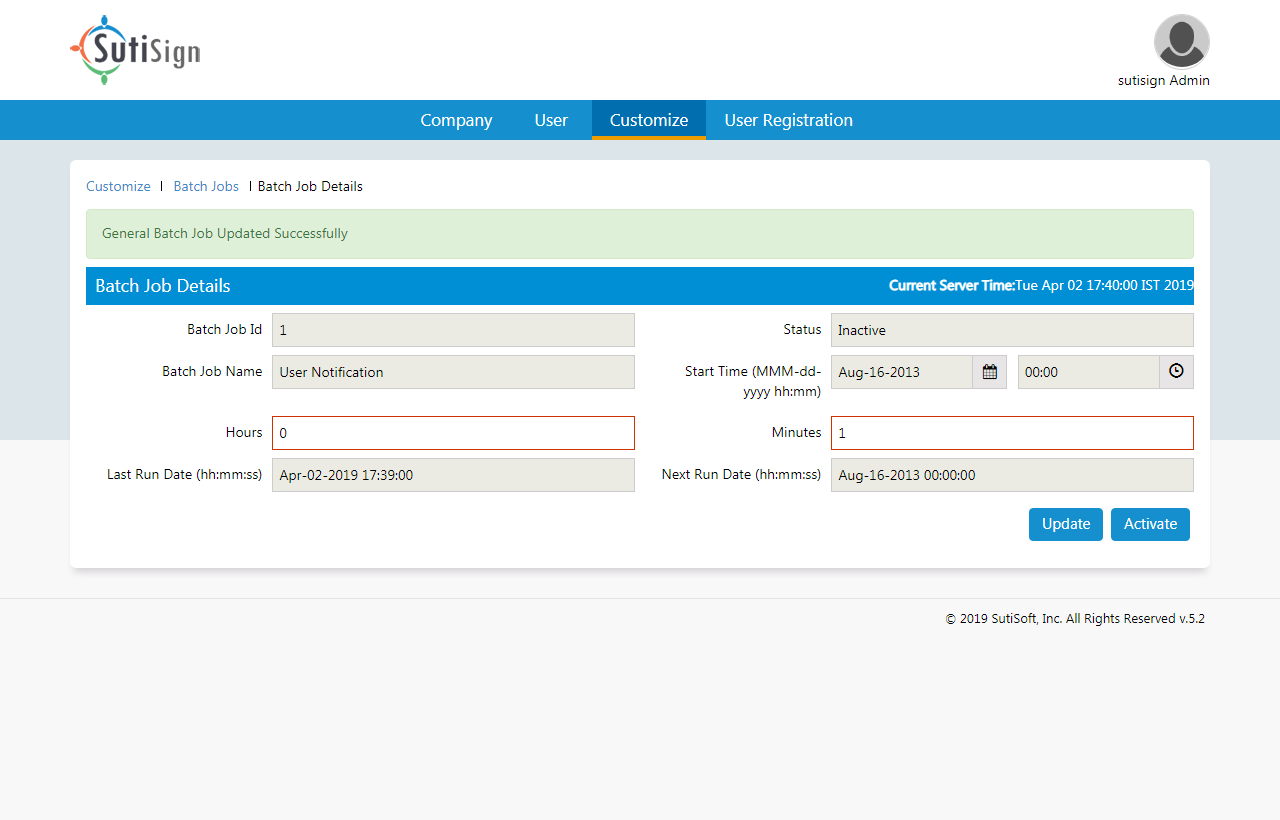 SutiSign
sutisign Admin
Company User Customize User Registration
Customize I Batch Jobs I Batch Job Details
General Batch Job Updated Successfully
Batch Job Details Current Server Time:Tue Apr 02 17:40:00 IST 2019
Batch Job Id 1 Status Inactive
Batch Job Name User Notification Start Time (MMM-dd-
yyyy hh:mm) Aug-16-2013 00:00
Hours 0 Minutes 1
Last Run Date (hh:mm:ss) Apr-02-2019 17:39:00 Next Run Date (hh:mm:ss) Aug-16-2013 00:00:00
Update Activate
© 2019 SutiSoft, Inc. All Rights Reserved v.5.2